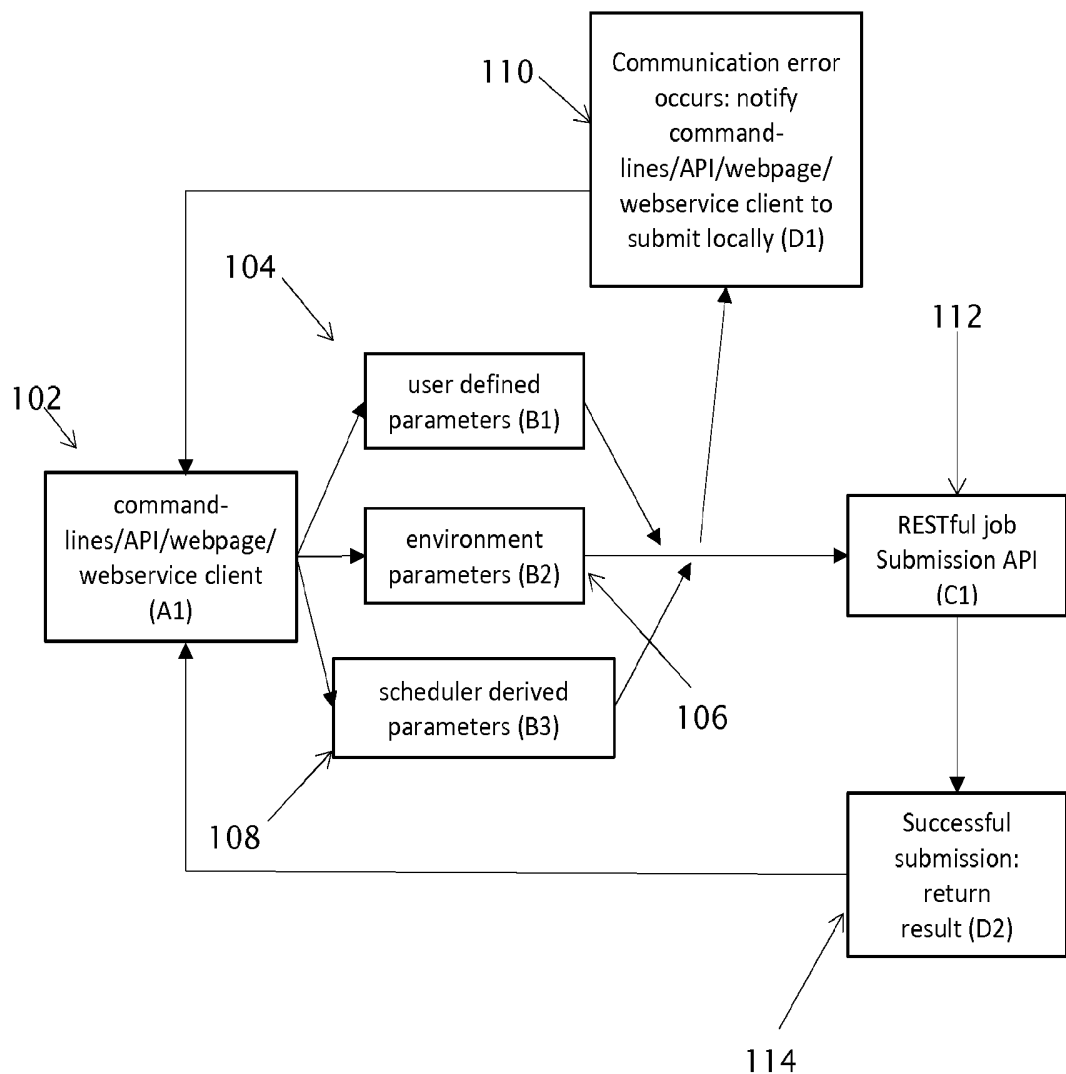 110
Communication error
occurs: notify
command-
lines/API/webpage/
webservice client to
submit locally (D1)
104
112
102
user defined
parameters (B1)
command-
lines/API/webpage/
webservice client
(A1)
environment
parameters (B2)
RESTful job
Submission API
(C1)
scheduler derived
parameters (B3)
106
108
Successful
submission:
return
result (D2)
114